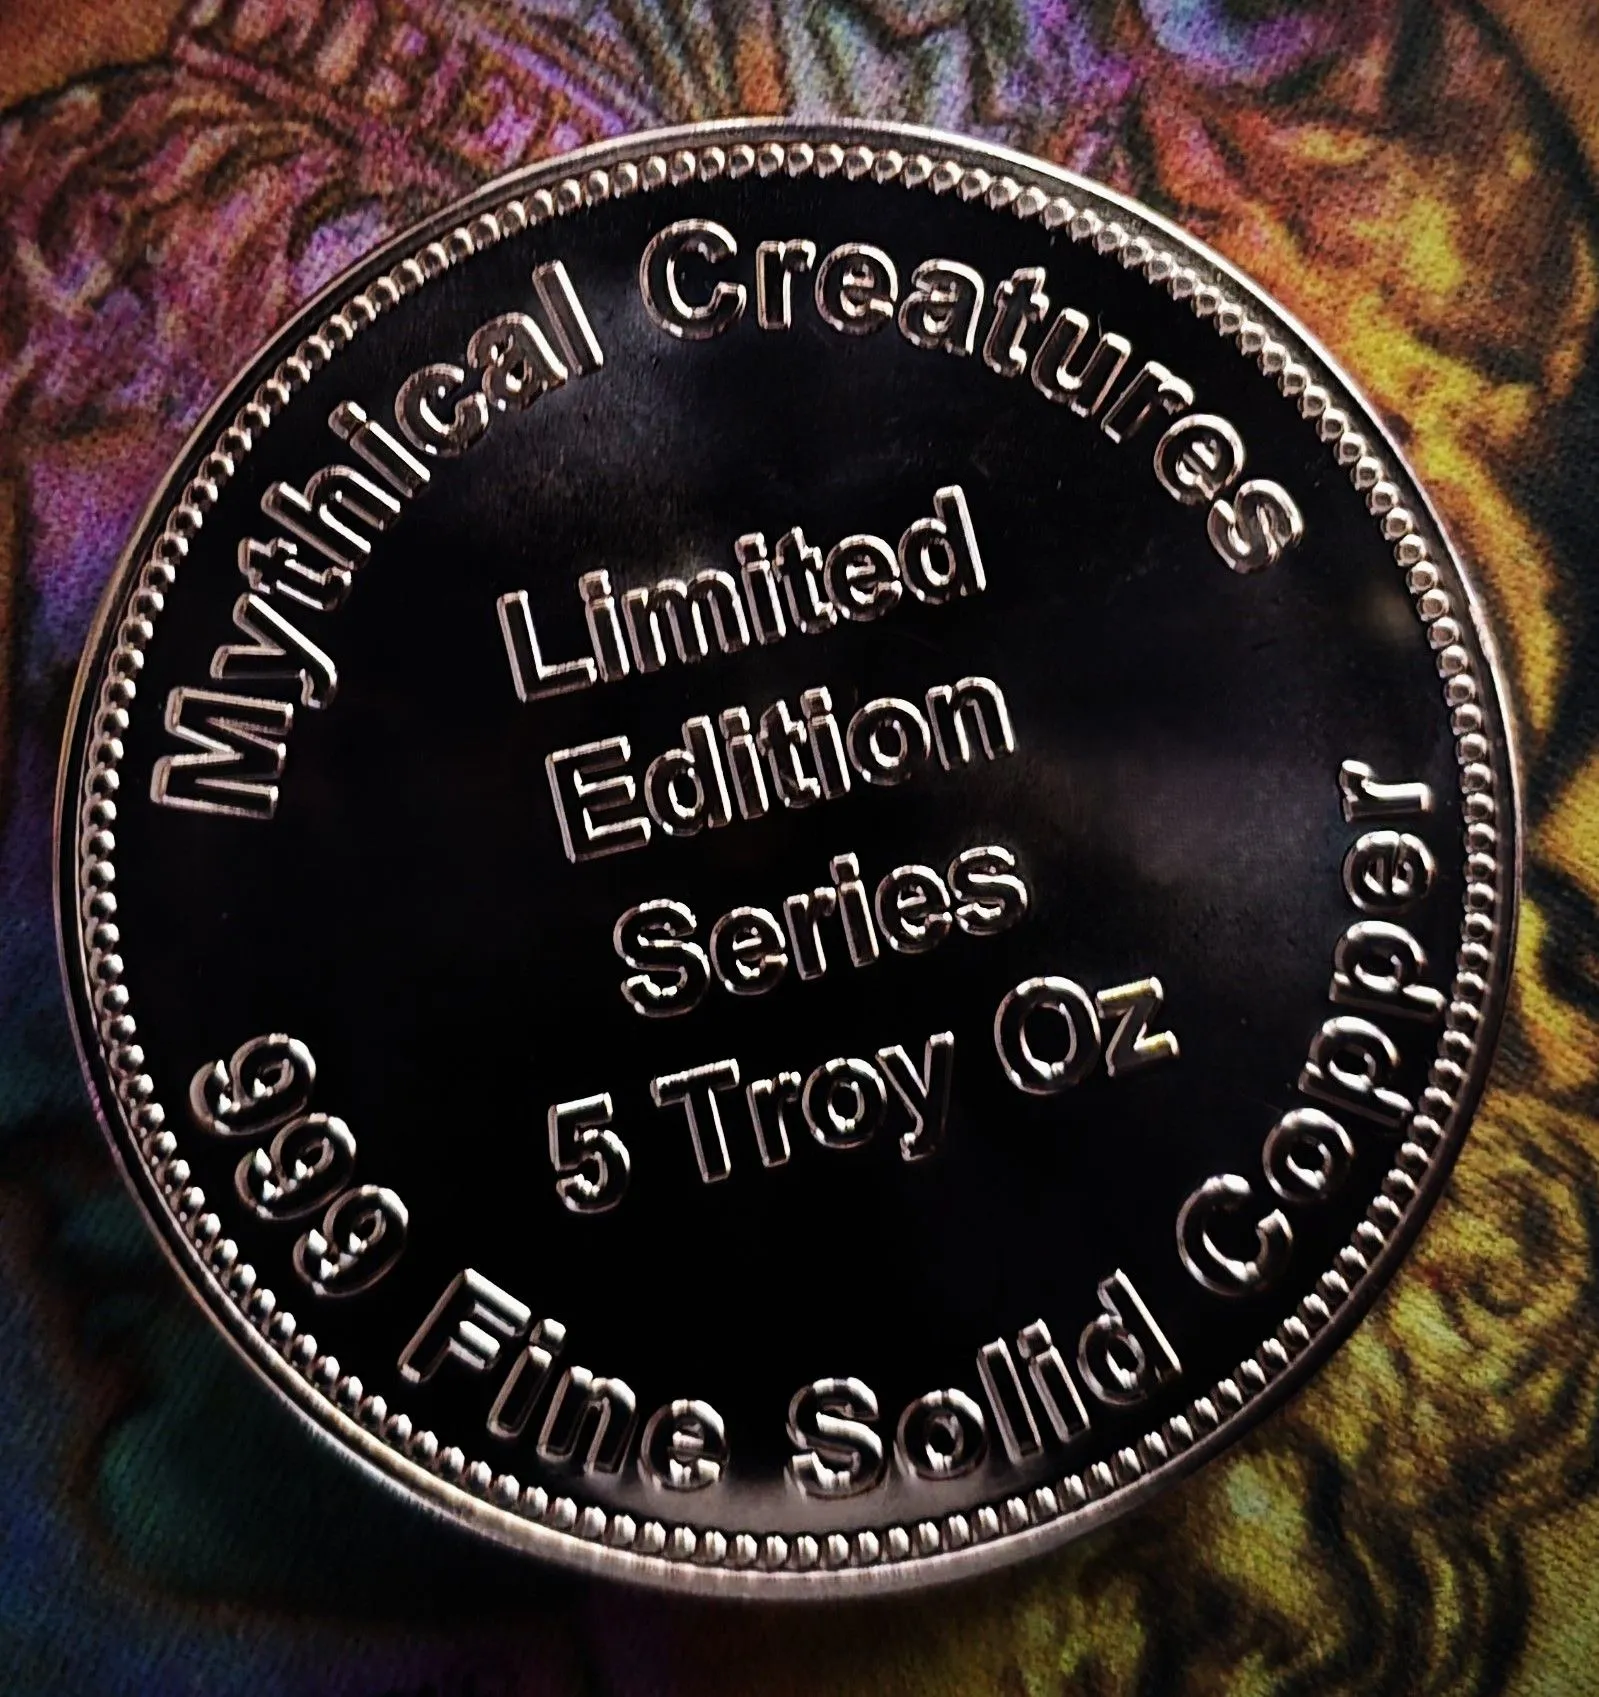 Mythical Creatures
Limited
Edition
Series
5 Troy Oz
999 Fine Solid Copper